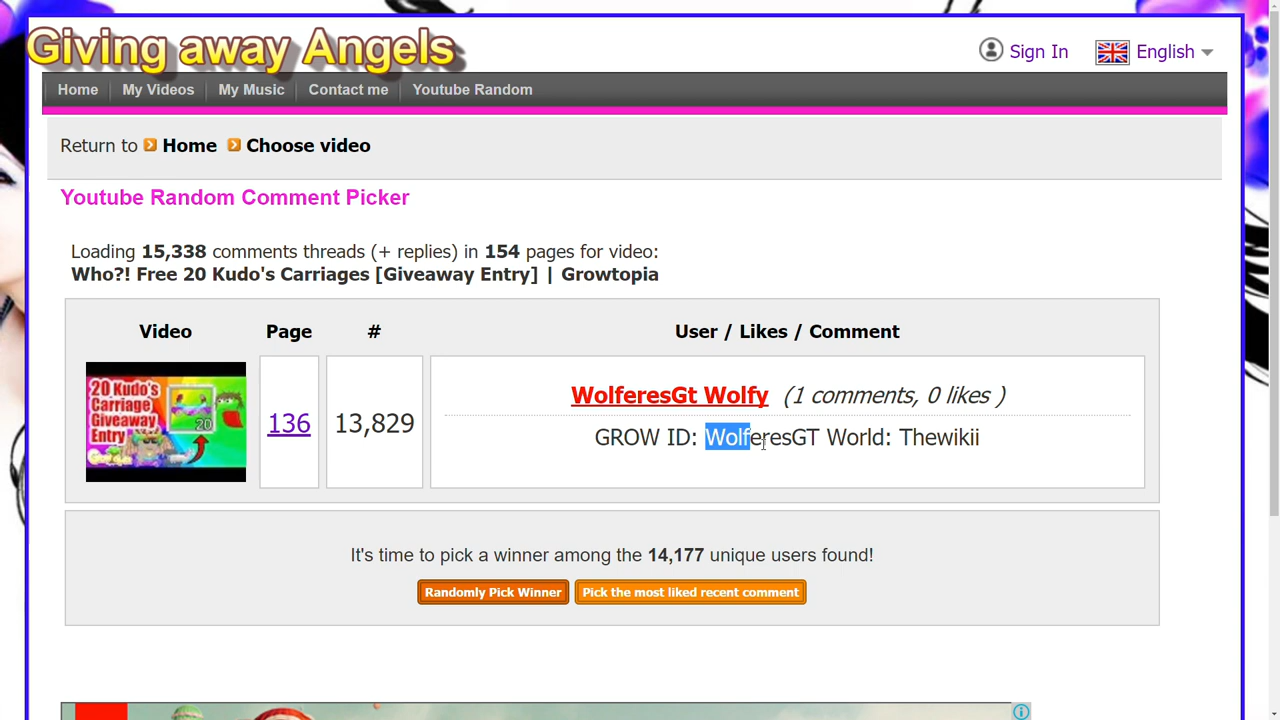 Giving away Angels
Sign In English
Home My Videos My Music Contact me Youtube Random
Return to Home Choose video
Youtube Random Comment Picker
Loading 15,338 comments threads (+ replies) in 154 pages for video:
Who?! Free 20 Kudo's Carriages [Giveaway Entry] | Growtopia
Video Page # User / Likes / Comment
20 Kudo's
Carriage
Giveaway
Entry
20
136 13,829
WolferesGt Wolfy (1 comments, 0 likes )
GROW ID: WolferesGT World: Thewikii
It's time to pick a winner among the 14,177 unique users found!
Randomly Pick Winner Pick the most liked recent comment